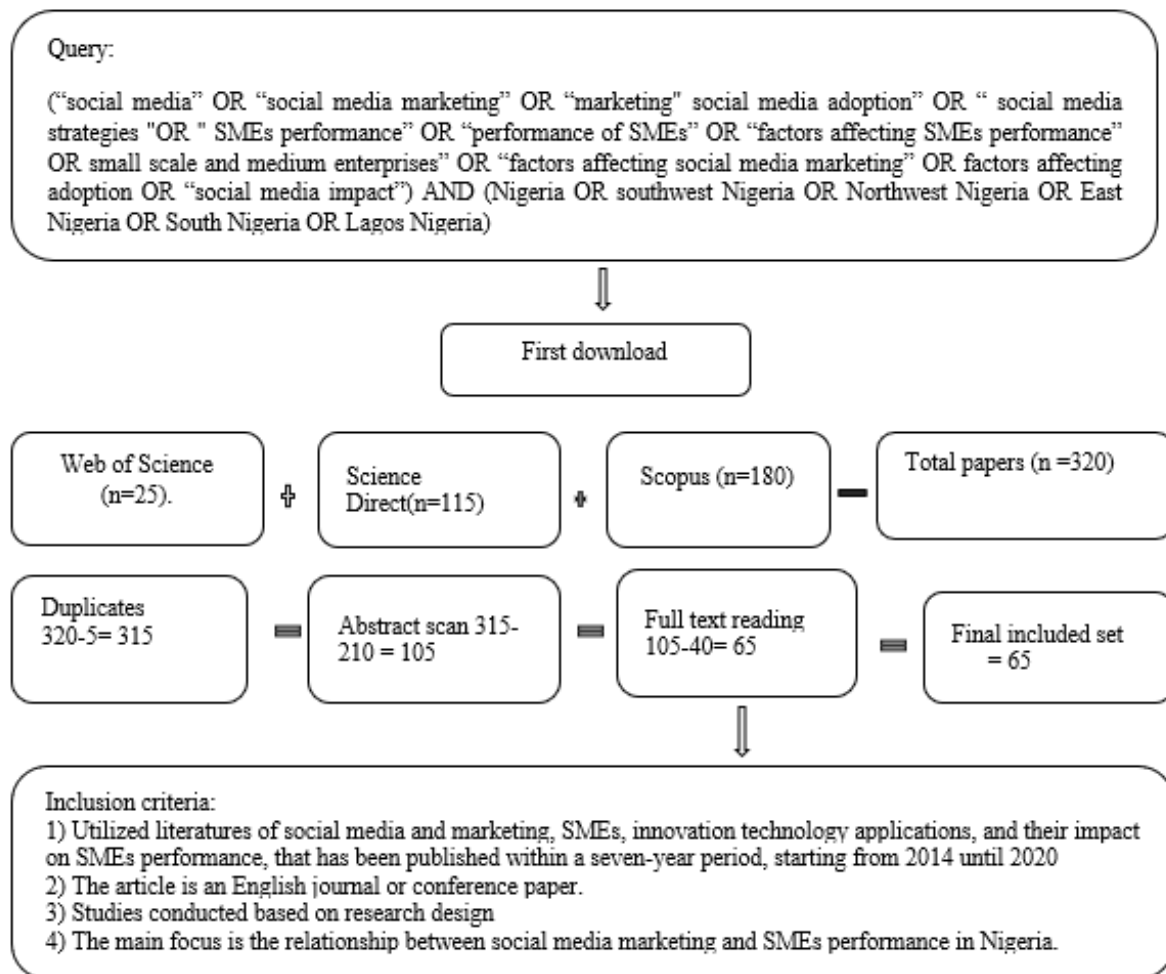 Query:
(“social media” OR “social media marketing” OR “marketing" social media adoption” OR “ social media
strategies "OR " SMEs performance” OR “performance of SMEs” OR “factors affecting SMEs performance”
OR small scale and medium enterprises” OR “factors affecting social media marketing” OR factors affecting
adoption OR “social media impact”) AND (Nigeria OR southwest Nigeria OR Northwest Nigeria OR East
Nigeria OR South Nigeria OR Lagos Nigeria)
First download
Web of Science
(n=25).
Science
Direct(n=115)
Scopus (n=180)
Total papers (n =320)
Duplicates
320-5= 315
Abstract scan 315-
210 = 105
Full text reading
105-40= 65
Final included set
= 65
Inclusion criteria:
1) Utilized literatures of social media and marketing, SMEs, innovation technology applications, and their impact
on SMEs performance, that has been published within a seven-year period, starting from 2014 until 2020
2) The article is an English journal or conference paper.
3) Studies conducted based on research design
4) The main focus is the relationship between social media marketing and SMEs performance in Nigeria.